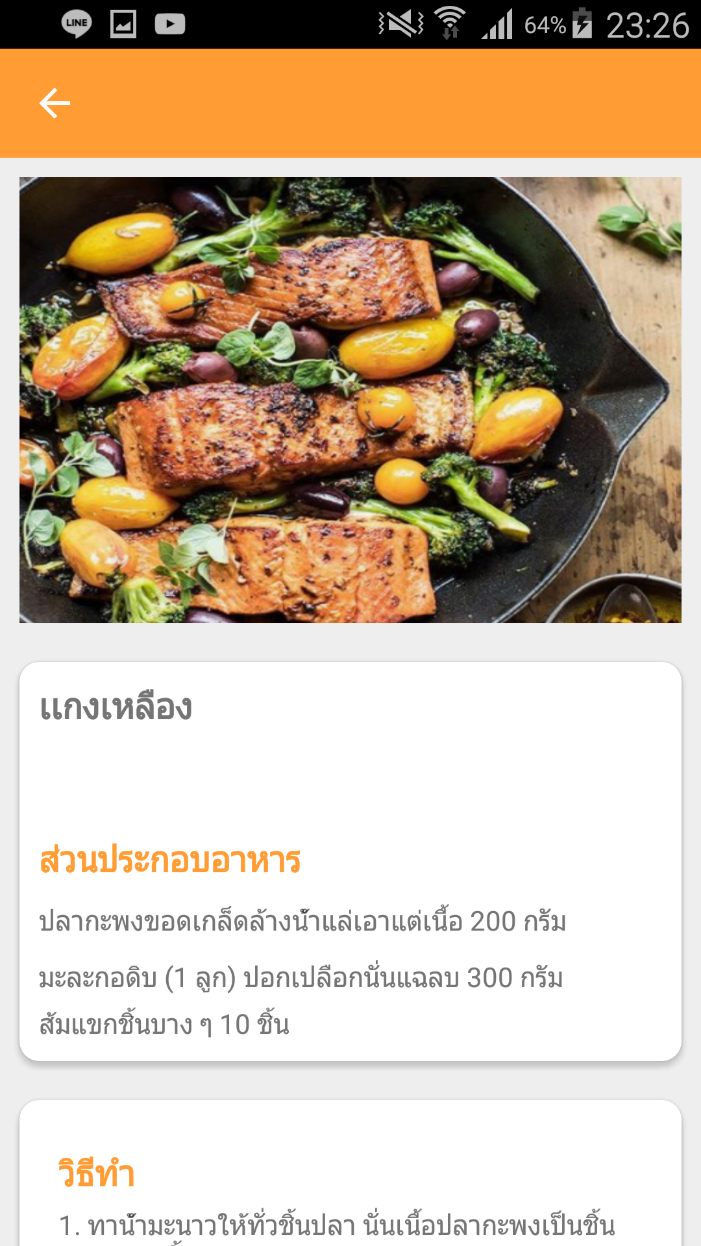 LINE
64% 23:26
แกงเหลือง
ส่วนประกอบอาหาร
ปลากะพงขอดเกล็ดล้างน้ำแล่เอาแต่เนื้อ 200 กรัม
มะละกอดิบ (1 ลูก) ปอกเปลือกนั่นแฉลบ 300 กรัม
ส้มแขกชิ้นบาง ๆ 10 ชิ้น
วิธีทำ
1. ทาน้ำมะนาวให้ทั่วชิ้นปลา นั่นเนื้อปลากะพงเป็นชิ้น